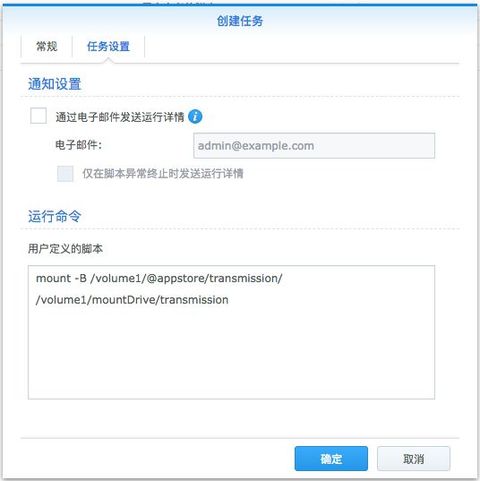 创建任务
常规 任务设置
通知设置
通过电子邮件发送运行详情 i
电子邮件: admin@example.com
仅在脚本异常终止时发送运行详情
运行命令
用户定义的脚本
mount -B /volume1/@appstore/transmission/
/volume1/mountDrive/transmission
确定 取消